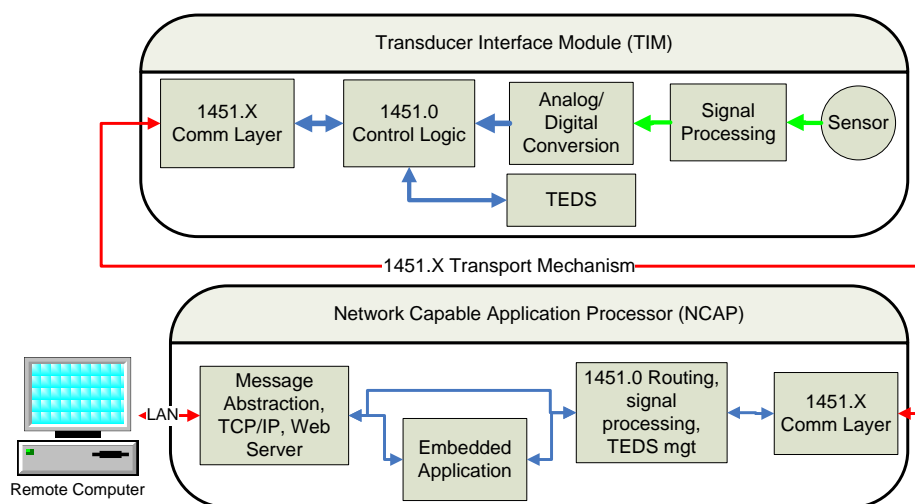 Transducer Interface Module (TIM)
1451.X
Comm Layer
1451.0
Control Logic
Analog/
Digital
Conversion
Signal
Processing
Sensor
TEDS
1451.X Transport Mechanism
Network Capable Application Processor (NCAP)
Message
Abstraction,
TCP/IP, Web
Server
Embedded
Application
1451.0 Routing,
signal
processing,
TEDS mgt
1451.X
Comm Layer
LAN
Remote Computer